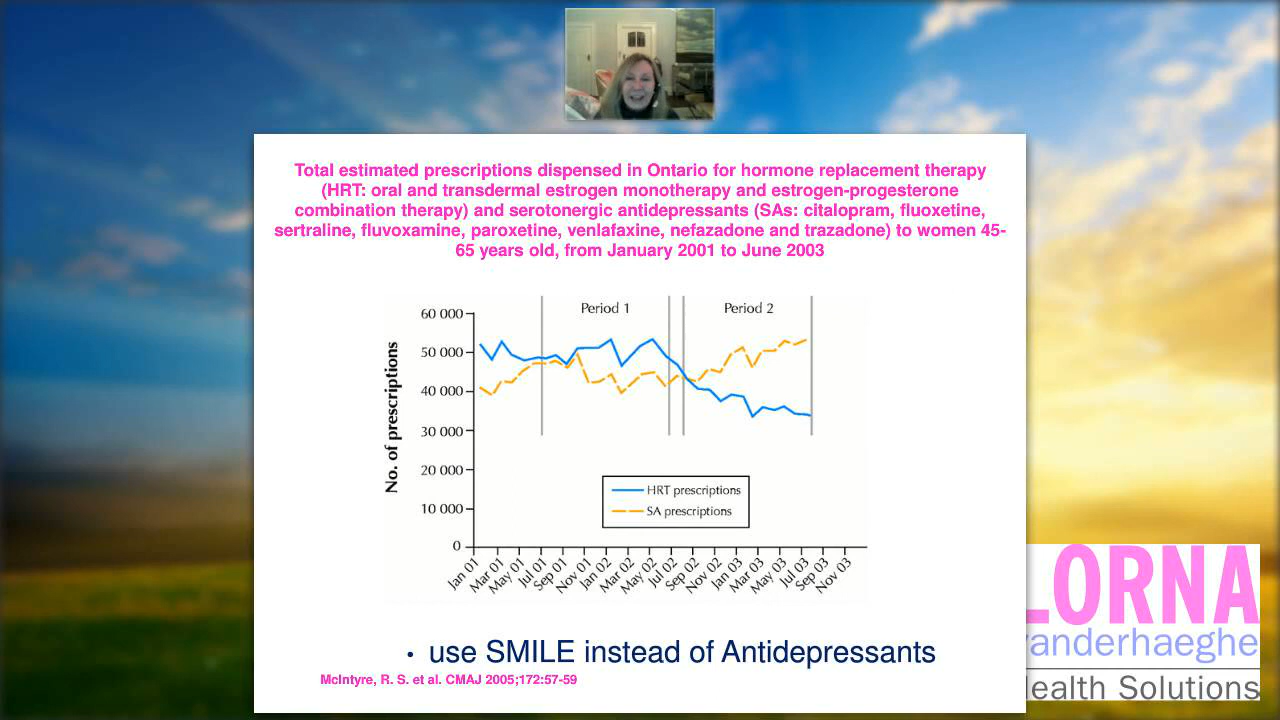 Total estimated prescriptions dispensed in Ontario for hormone replacement therapy
(HRT: oral and transdermal estrogen monotherapy and estrogen-progesterone
combination therapy) and serotonergic antidepressants (SAs: citalopram, fluoxetine,
sertraline, fluvoxamine, paroxetine, venlafaxine, nefazadone and trazadone) to women 45-
65 years old, from January 2001 to June 2003
Period 1
Period 2
No. of prescriptions
60 000
50 000
40 000
30 000
20 000
10 000
0
HRT prescriptions
SA prescriptions
Jan 01
Mar 01
May 01
Jul 01
Sep 01
Nov 01
Jan 02
Mar 02
May 02
Jul 02
Sep 02
Nov 02
Jan 03
Mar 03
May 03
Jul 03
Sep 03
Nov 03
• use SMILE instead of Antidepressants
McIntyre, R. S. et al. CMAJ 2005;172:57-59
LORNA
vanderhaeghe
Health Solutions